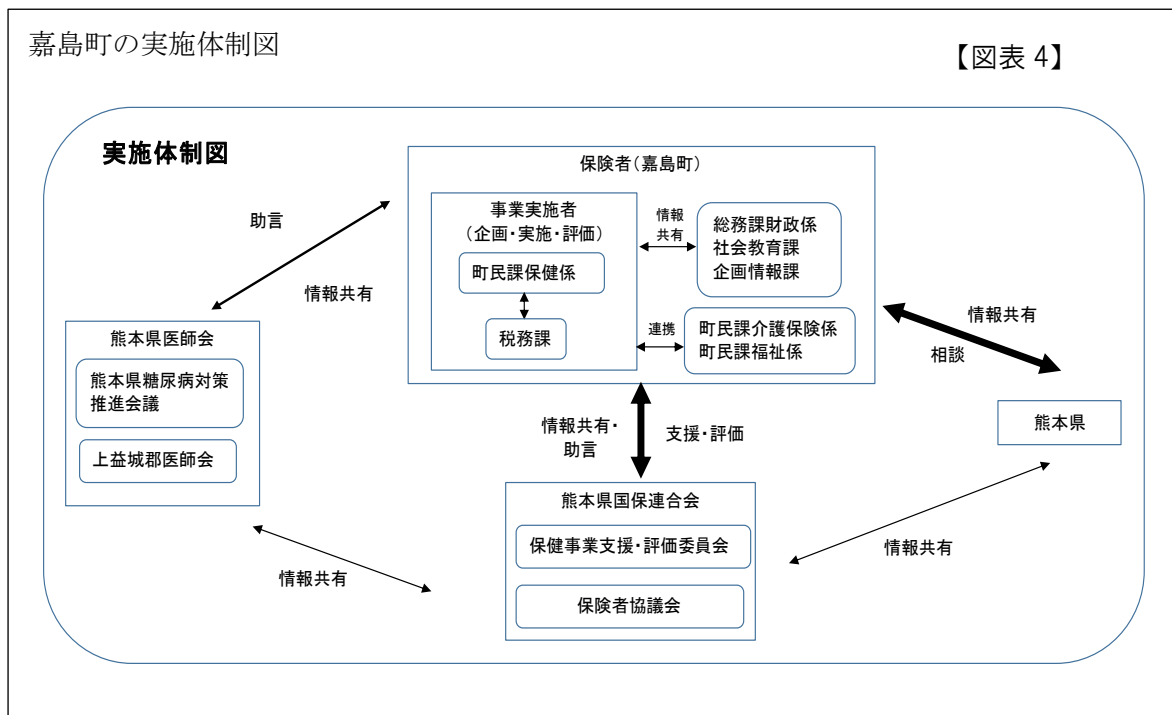 嘉島町の実施体制図
【図表 4】
実施体制図
保険者(嘉島町)
事業実施者
(企画・実施・評価)
町民課保健係
税務課
情報
共有
総務課財政係
社会教育課
企画情報課
連携
町民課介護保険係
町民課福祉係
助言
情報共有
熊本県医師会
熊本県糖尿病対策
推進会議
上益城郡医師会
情報共有
相談
熊本県
情報共有・
助言
支援・評価
熊本県国保連合会
保健事業支援・評価委員会
保険者協議会
情報共有
情報共有